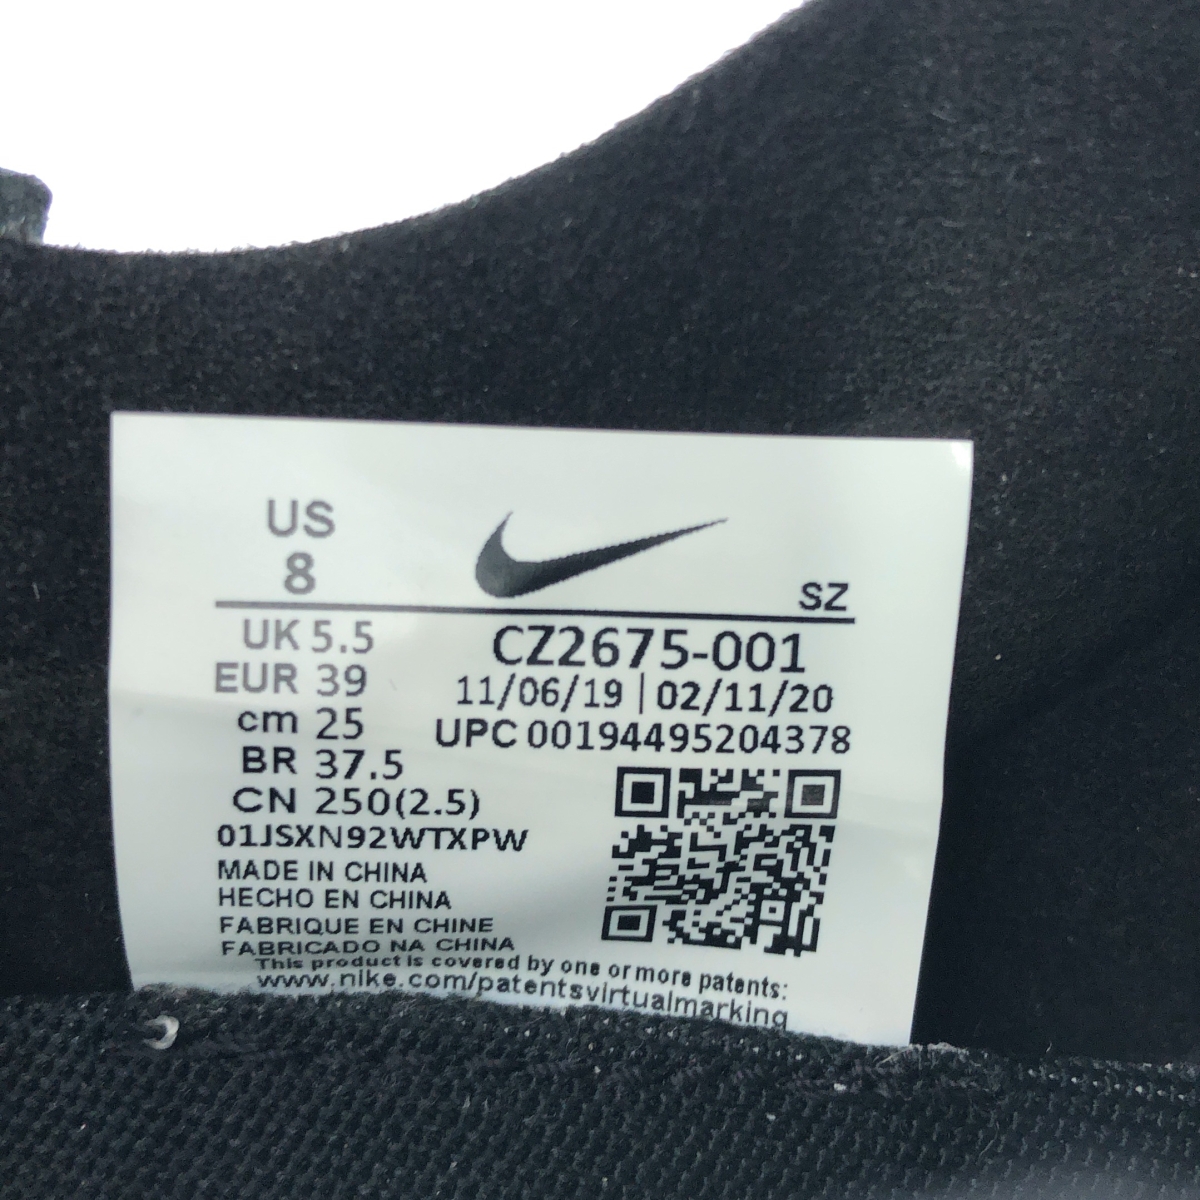 US
8
SZ
UK 5.5
EUR 39
cm 25
BR 37.5
CN 250(2.5)
CZ2675-001
11/06/19 | 02/11/20
UPC 00194495204378
01JSXN92WTXPW
MADE IN CHINA
HECHO EN CHINA
FABRIQUE EN CHINE
FABRICADO NA CHINA
This product is covered by one or more patents:
www.nike.com/patentsvirtualmarking